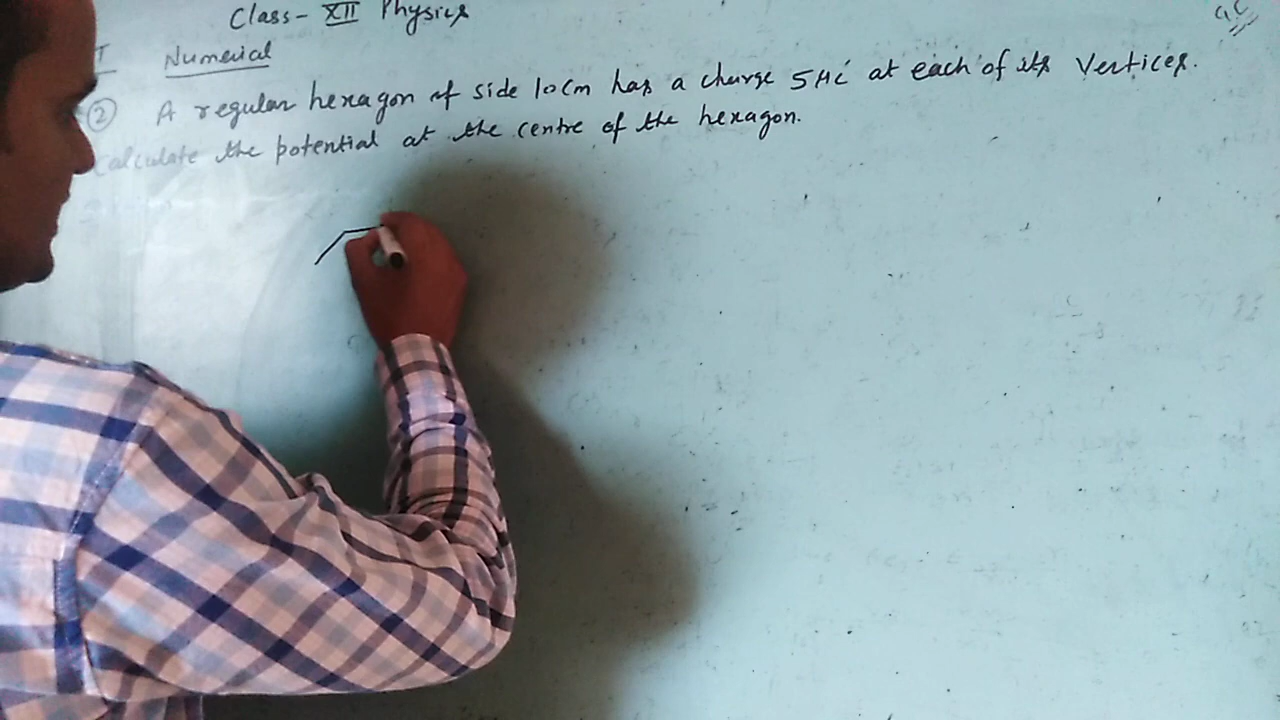 Class- XII Physics
Numerial
② A regular hexagon of side 10cm has a charge 5μC at each of its Vertices.
Calculate the potential at the centre of the hexagon.